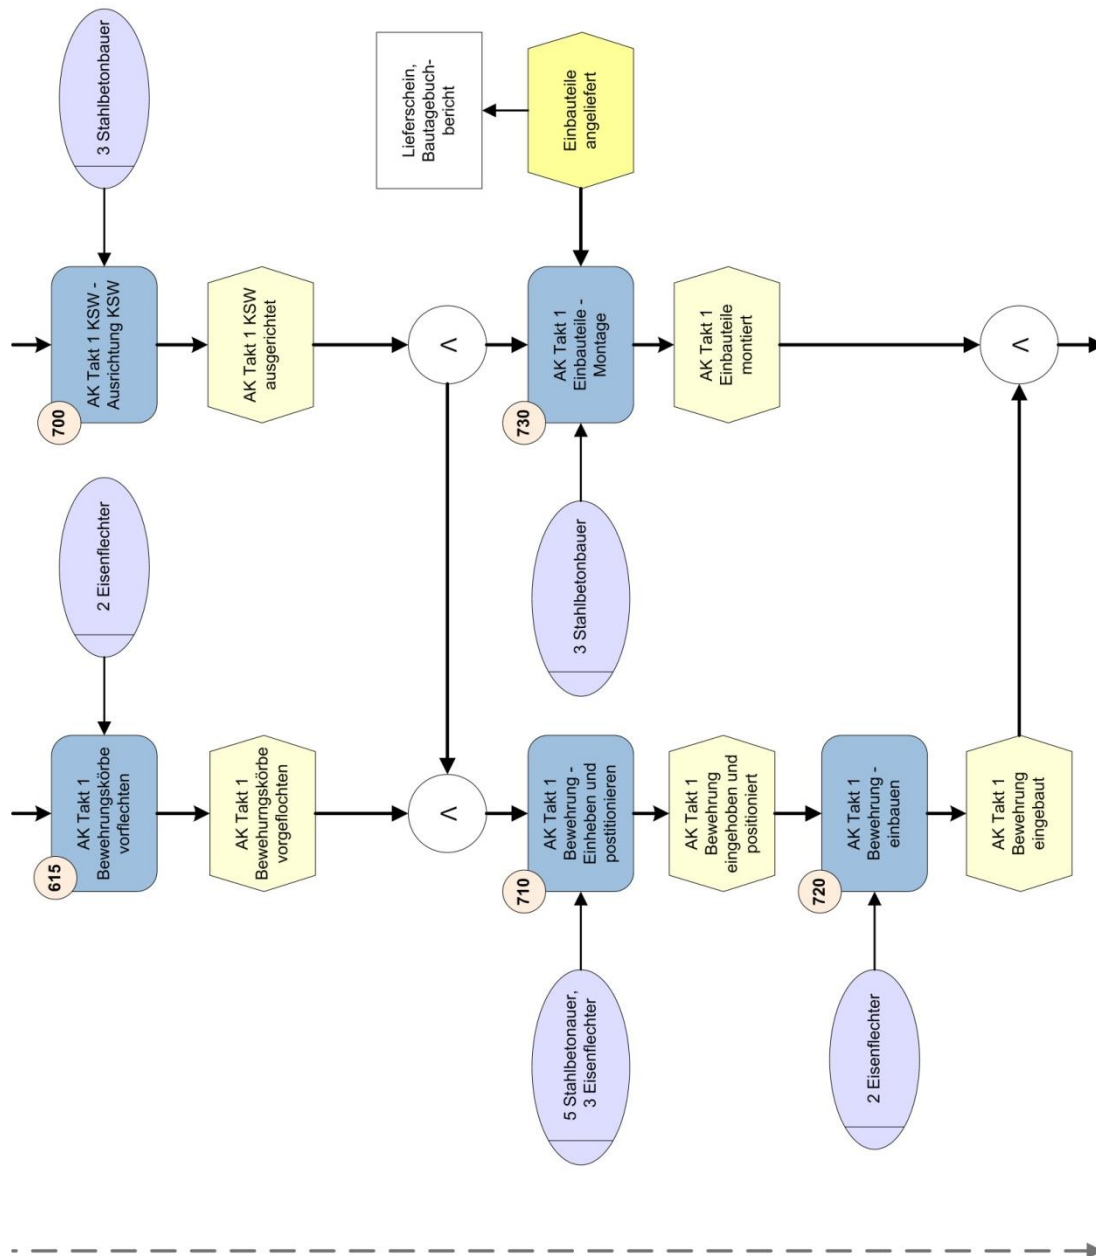 3 Stahlbetonbauer
2 Eisenflechter
700
AK Takt 1 KSW -
Ausrichtung KSW
615
AK Takt 1
Bewehrungskörbe
vorflechten
AK Takt 1 KSW
ausgerichtet
AK Takt 1
Bewehurngskörbe
vorgeflochten
Lieferschein,
Bautagebuch-
bericht
∧
∧
Einbauteile
angeliefert
730
AK Takt 1
Einbauteile -
Montage
3 Stahlbetonbauer
710
AK Takt 1
Bewehrung -
Einheben und
postitionieren
5 Stahlbetonauer,
3 Eisenflechter
AK Takt 1
Einbauteile
montiert
AK Takt 1
Bewehrung
eingehoben und
positioniert
720
AK Takt 1
Bewehrung -
einbauen
2 Eisenflechter
∧
AK Takt 1
Bewehrung
eingebaut